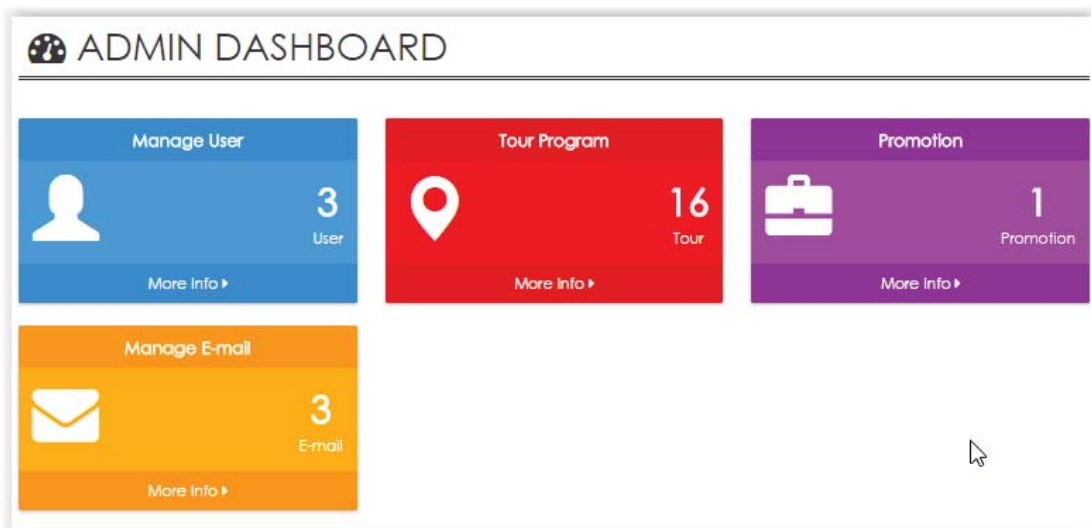 ADMIN DASHBOARD
Manage User
3
User
More Info
Tour Program
16
Tour
More Info
Promotion
1
Promotion
More Info
Manage E-mail
3
E-mail
More Info